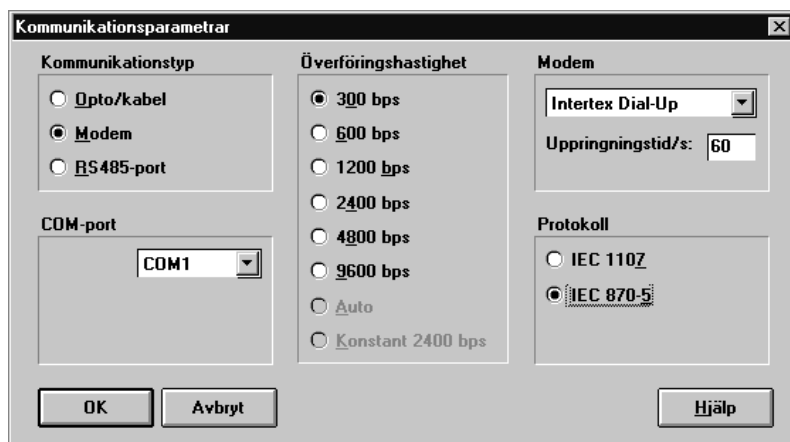 Kommunikationsparametrar
Kommunikationstyp
Opto/kabel
Modem
RS485-port
COM-port
COM1
Överföringshastighet
300 bps
600 bps
1200 bps
2400 bps
4800 bps
9600 bps
Auto
Konstant 2400 bps
Modem
Intertex Dial-Up
Uppringningstid/s: 60
Protokoll
IEC 1107
IEC 870-5
OK
Avbryt
Hjälp